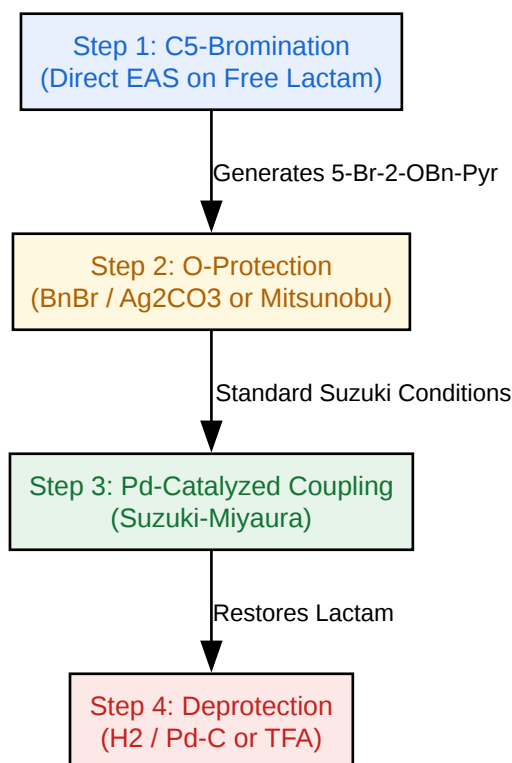 Step 1: C5-Bromination
(Direct EAS on Free Lactam)
Generates 5-Br-2-OBn-Pyr
Step 2: O-Protection
(BnBr / Ag2CO3 or Mitsunobu)
Standard Suzuki Conditions
Step 3: Pd-Catalyzed Coupling
(Suzuki-Miyaura)
Restores Lactam
Step 4: Deprotection
(H2 / Pd-C or TFA)